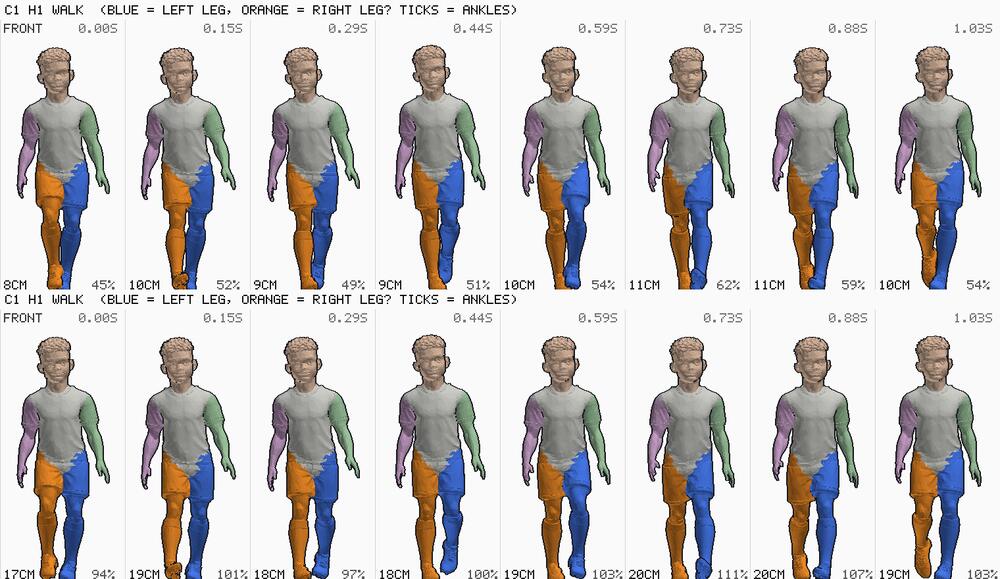 C1 H1 WALK (BLUE = LEFT LEG, ORANGE = RIGHT LEG? TICKS = ANKLES)
FRONT 0.00S 0.15S 0.29S 0.44S 0.59S 0.73S 0.88S 1.03S
8CM 45% 10CM 52% 9CM 49% 9CM 51% 10CM 54% 11CM 62% 11CM 59% 10CM 54%
C1 H1 WALK (BLUE = LEFT LEG, ORANGE = RIGHT LEG? TICKS = ANKLES)
FRONT 0.00S 0.15S 0.29S 0.44S 0.59S 0.73S 0.88S 1.03S
17CM 94% 19CM 101% 18CM 97% 18CM 100% 19CM 103% 20CM 111% 20CM 107% 19CM 103%